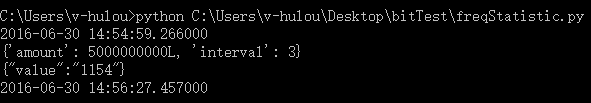 C:\Users\v-hulou>python C:\Users\v-hulou\Desktop\bitTest\freqStatistic.py
2016-06-30 14:54:59.266000
{'amount': 5000000000L, 'interval': 3}
{"value":"1154"}
2016-06-30 14:56:27.457000